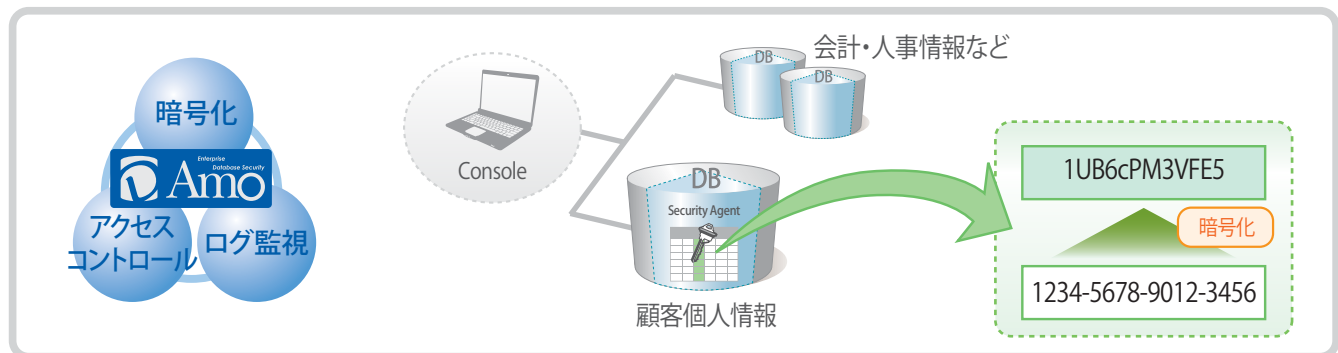 暗号化
Enterprise
Database Security
Amo
アクセス
コントロール
ログ監視
Console
会計・人事情報など
DB
DB
DB
Security Agent
顧客個人情報
1UB6cPM3VFE5
暗号化
1234-5678-9012-3456